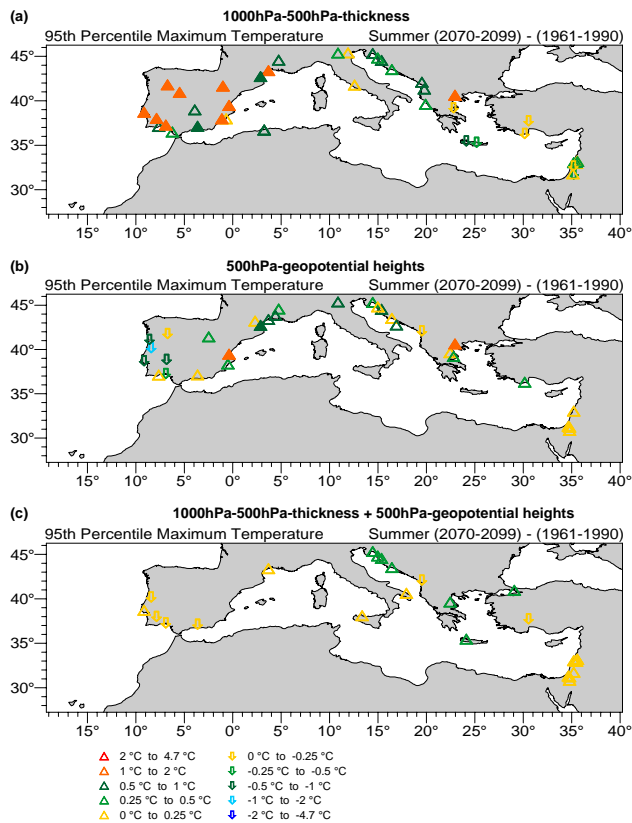 (a) 1000hPa-500hPa-thickness
95th Percentile Maximum Temperature Summer (2070-2099) - (1961-1990)
45°
40°
35°
30°
15° 10° 5° 0° 5° 10° 15° 20° 25° 30° 35° 40°
(b) 500hPa-geopotential heights
95th Percentile Maximum Temperature Summer (2070-2099) - (1961-1990)
45°
40°
35°
30°
15° 10° 5° 0° 5° 10° 15° 20° 25° 30° 35° 40°
(c) 1000hPa-500hPa-thickness + 500hPa-geopotential heights
95th Percentile Maximum Temperature Summer (2070-2099) - (1961-1990)
45°
40°
35°
30°
15° 10° 5° 0° 5° 10° 15° 20° 25° 30° 35° 40°
2 °C to 4.7 °C 0 °C to -0.25 °C
1 °C to 2 °C -0.25 °C to -0.5 °C
0.5 °C to 1 °C -0.5 °C to -1 °C
0.25 °C to 0.5 °C -1 °C to -2 °C
0 °C to 0.25 °C -2 °C to -4.7 °C